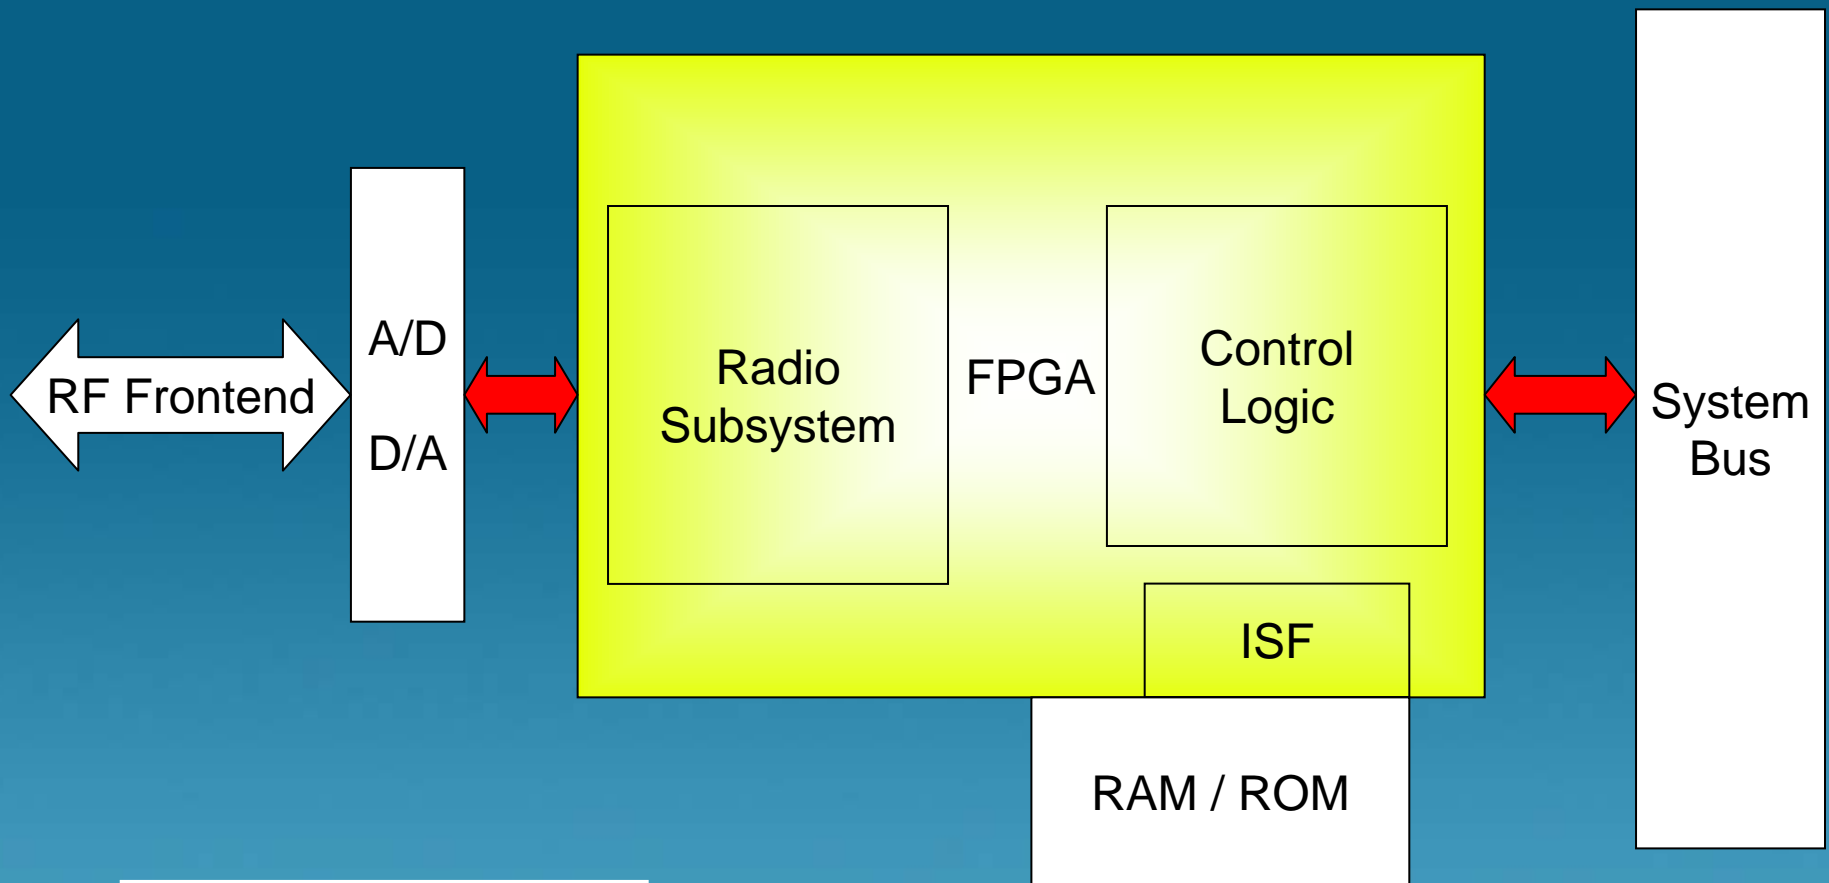 RF Frontend
A/D
D/A
Radio
Subsystem
FPGA
Control
Logic
ISF
RAM / ROM
System
Bus